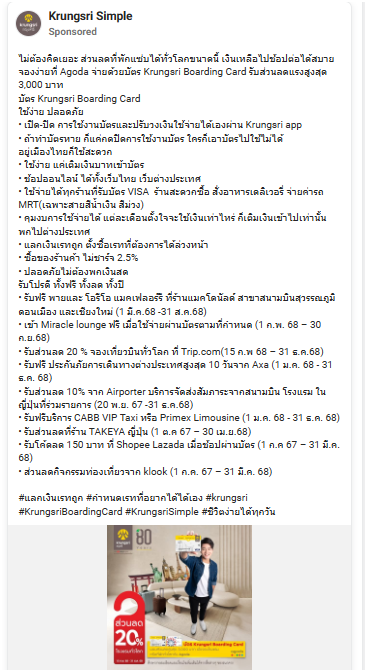 Krungsri Simple
Sponsored
ไม่ต้องคิดเยอะ ส่วนลดที่พักแซ่บได้ทั่วโลกขนาดนี้ เงินเหลือไปช้อปต่อได้สบาย
จองง่ายที่ Agoda จ่ายด้วยบัตร Krungsri Boarding Card รับส่วนลดแรงสูงสุด
3,000 บาท
บัตร Krungsri Boarding Card
ใช้ง่าย ปลอดภัย
• เปิด-ปิด การใช้งานบัตรและปรับวงเงินใช้จ่ายได้เองผ่าน Krungsri app
• ถ้าทำบัตรหาย ก็แค่กดปิดการใช้งานบัตร ใครก็เอาบัตรไปใช้ไม่ได้
อยู่เมืองไทยก็ใช้สะดวก
• ใช้ง่าย แค่เติมเงินบาทเข้าบัตร
• ช้อปออนไลน์ ได้ทั้งเว็บไทย เว็บต่างประเทศ
• ใช้จ่ายได้ทุกร้านที่รับบัตร VISA ร้านสะดวกซื้อ สั่งอาหารเดลิเวอรี่ จ่ายค่ารถ
MRT(เฉพาะสายสีน้ำเงิน สีม่วง)
• คุมงบการใช้จ่ายได้ แต่ละเดือนตั้งใจจะใช้เงินเท่าไหร่ ก็เติมเงินเข้าไปเท่านั้น
พกไปต่างประเทศ
• แลกเงินเรทถูก ตั้งซื้อเรทที่ต้องการได้ล่วงหน้า
• ซื้อของร้านค้า ไม่ชาร์จ 2.5%
• ปลอดภัยไม่ต้องพกเงินสด
รับโปรดี ทั้งฟรี ทั้งลด ทั้งปี
• รับฟรี พายและ โอริโอ แมคเฟลอร์รี ที่ร้านแมคโดนัลด์ สาขาสนามบินสุวรรณภูมิ
ดอนเมือง และเชียงใหม่ (1 มี.ค.68 -31 ส.ค.68)
• เข้า Miracle lounge ฟรี เมื่อใช้จ่ายผ่านบัตรตามที่กำหนด (1 ก.พ. 68 – 30
ก.ย.68)
• รับส่วนลด 20 % จองเที่ยวบินทั่วโลก ที่ Trip.com(15 ก.พ 68 – 31 ธ.ค.68)
• รับฟรี ประกันภัยการเดินทางต่างประเทศสูงสุด 10 วันจาก Axa (1 ม.ค. 68 - 31
ธ.ค. 68)
• รับส่วนลด 10% จาก Airporter บริการจัดส่งสัมภาระจากสนามบิน โรงแรม ใน
ญี่ปุ่นที่ร่วมรายการ (20 พ.ย. 67 -31 ธ.ค.68)
• รับฟรีบริการ CABB VIP Taxi หรือ Primex Limousine (1 ม.ค. 68 - 31 ธ.ค. 68)
• รับส่วนลดที่ร้าน TAKEYA ญี่ปุ่น (1 ต.ค 67 – 30 เม.ย.68)
• รับโค้ดลด 150 บาท ที่ Shopee Lazada เมื่อช้อปผ่านบัตร (1 ก.ค 67 – 31 มี.ค.
68)
• ส่วนลดกิจกรรมท่องเที่ยวจาก klook (1 ก.ค. 67 – 31 มี.ค. 68)
#แลกเงินเรทถูก #กำหนดเรทที่อยากได้ได้เอง #krungsri
#KrungsriBoardingCard #KrungsriSimple #ชีวิตง่ายได้ทุกวัน
80
ส่วนลด
20%